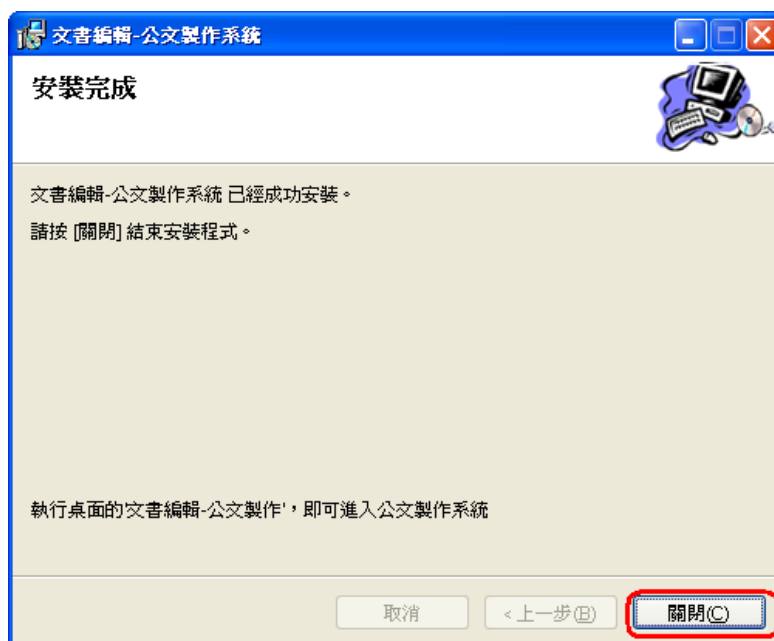 文書編輯-公文製作系統
安裝完成
文書編輯-公文製作系統 已經成功安裝。
請按 [關閉] 結束安裝程式。
執行桌面的'文書編輯-公文製作'，即可進入公文製作系統
取消
<上一步(B)
關閉(C)